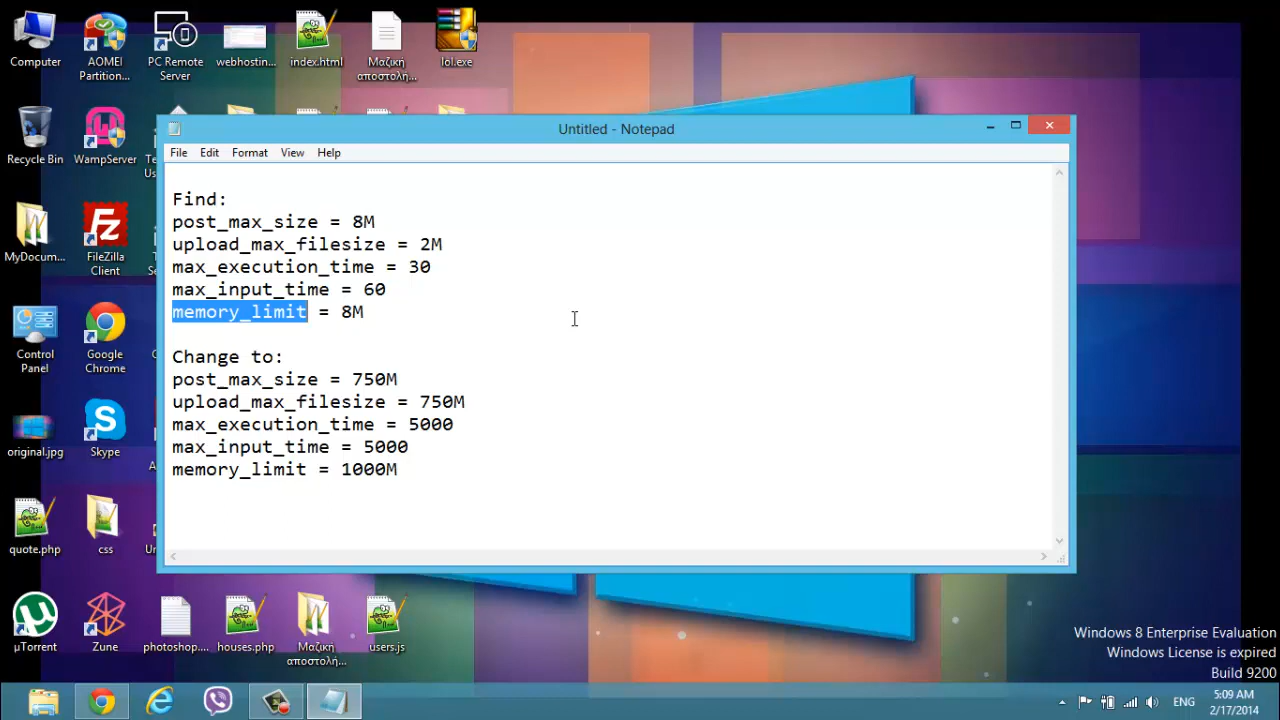 Computer
AOMEI Partition...
PC Remote Server
webhostin...
index.html
Μαζική αποστολή...
lol.exe
Recycle Bin
WampServer
MyDocum...
FileZilla Client
Control Panel
Google Chrome
original.jpg
Skype
quote.php
css
µTorrent
Zune
photoshop....
houses.php
Μαζική αποστολή...
users.js
Untitled - Notepad
File Edit Format View Help
Find:
post_max_size = 8M
upload_max_filesize = 2M
max_execution_time = 30
max_input_time = 60
memory_limit = 8M
Change to:
post_max_size = 750M
upload_max_filesize = 750M
max_execution_time = 5000
max_input_time = 5000
memory_limit = 1000M
Windows 8 Enterprise Evaluation
Windows License is expired
Build 9200
ENG
5:09 AM
2/17/2014